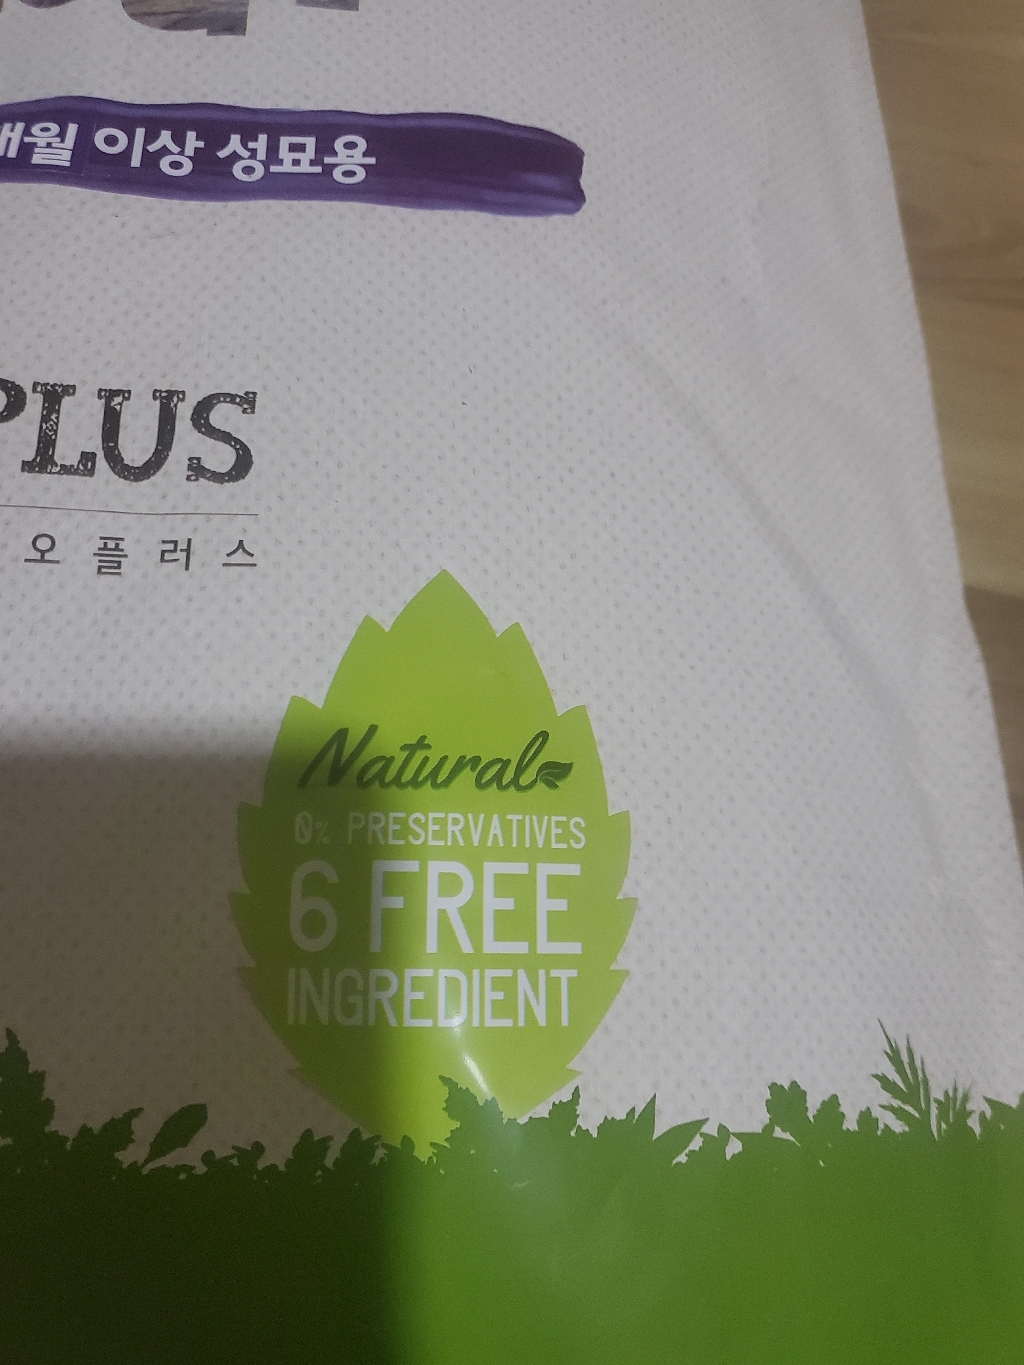 개월 이상 성묘용
PLUS
오플러스
Natural
0% PRESERVATIVES
6 FREE
INGREDIENT